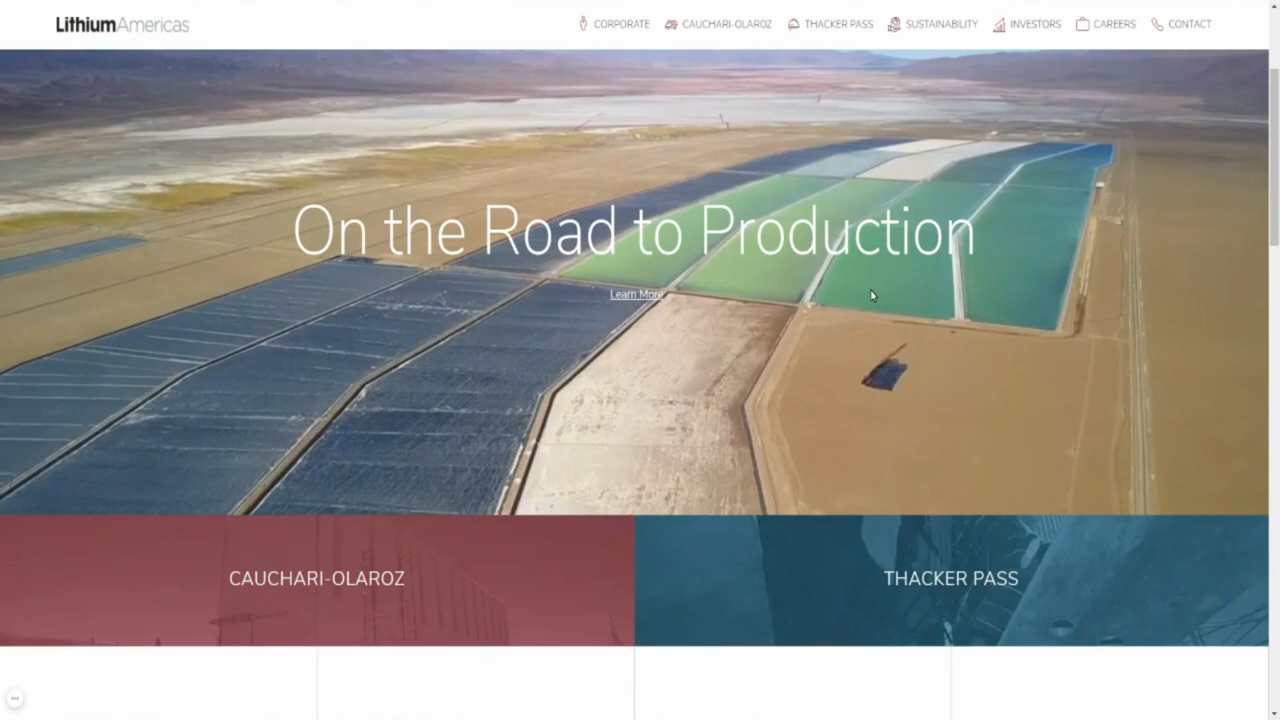 LithiumAmericas
CORPORATE
CAUCHARI-OLAROZ
THACKER PASS
SUSTAINABILITY
INVESTORS
CAREERS
CONTACT
On the Road to Production
Learn More
CAUCHARI-OLAROZ
THACKER PASS